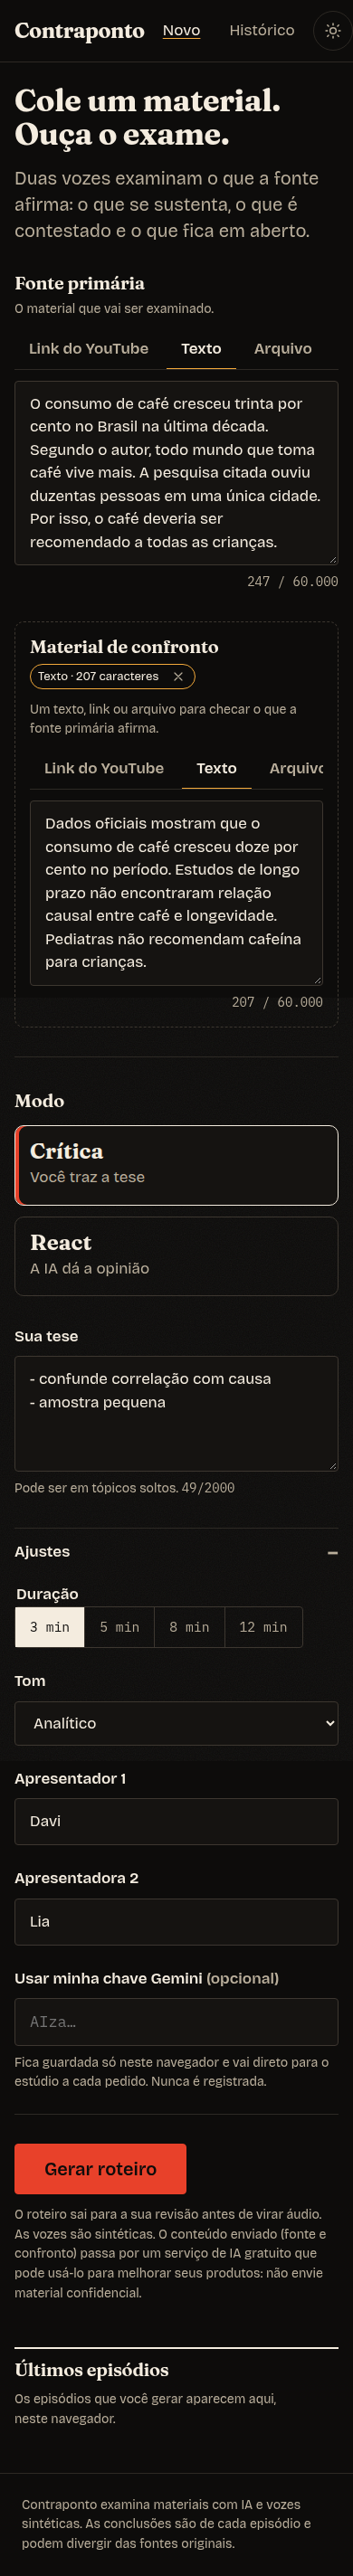 Contraponto Novo Histórico
Cole um material.
Ouça o exame.
Duas vozes examinam o que a fonte
afirma: o que se sustenta, o que é
contestado e o que fica em aberto.
Fonte primária
O material que vai ser examinado.
Link do YouTube Texto Arquivo
O consumo de café cresceu trinta por
cento no Brasil na última década.
Segundo o autor, todo mundo que toma
café vive mais. A pesquisa citada ouviu
duzentas pessoas em uma única cidade.
Por isso, o café deveria ser
recomendado a todas as crianças.
247 / 60.000
Material de confronto
Texto · 207 caracteres ×
Um texto, link ou arquivo para checar o que a
fonte primária afirma.
Link do YouTube Texto Arquivo
Dados oficiais mostram que o
consumo de café cresceu doze por
cento no período. Estudos de longo
prazo não encontraram relação
causal entre café e longevidade.
Pediatras não recomendam cafeína
para crianças.
207 / 60.000
Modo
Crítica
Você traz a tese
React
A IA dá a opinião
Sua tese
- confunde correlação com causa
- amostra pequena
Pode ser em tópicos soltos. 49/2000
Ajustes –
Duração
3 min 5 min 8 min 12 min
Tom
Analítico
Apresentador 1
Davi
Apresentadora 2
Lia
Usar minha chave Gemini (opcional)
AIza…
Fica guardada só neste navegador e vai direto para o
estúdio a cada pedido. Nunca é registrada.
Gerar roteiro
O roteiro sai para a sua revisão antes de virar áudio.
As vozes são sintéticas. O conteúdo enviado (fonte e
confronto) passa por um serviço de IA gratuito que
pode usá-lo para melhorar seus produtos: não envie
material confidencial.
Últimos episódios
Os episódios que você gerar aparecem aqui,
neste navegador.
Contraponto examina materiais com IA e vozes
sintéticas. As conclusões são de cada episódio e
podem divergir das fontes originais.